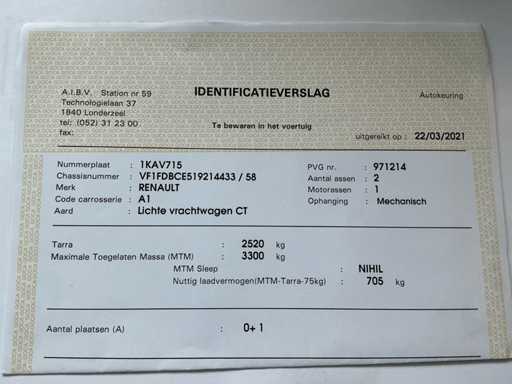 A.I.B.V. Station nr 59
Technologielaan 37
1840 Londerzeel
tel: (052) 31 23 00
fax:
IDENTIFICATIEVERSLAG
Te bewaren in het voertuig
Autokeuring
uitgereikt op : 22/03/2021
Nummerplaat : 1KAV715
Chassisnummer : VF1FDBCE519214433 / 58
Merk : RENAULT
Code carrosserie : A1
Aard : Lichte vrachtwagen CT
PVG nr. : 971214
Aantal assen : 2
Motorassen : 1
Ophanging : Mechanisch
Tarra : 2520 kg
Maximale Toegelaten Massa (MTM) : 3300 kg
MTM Sleep : NIHIL
Nuttig laadvermogen(MTM-Tarra-75kg) : 705 kg
Aantal plaatsen (A) : 0+ 1